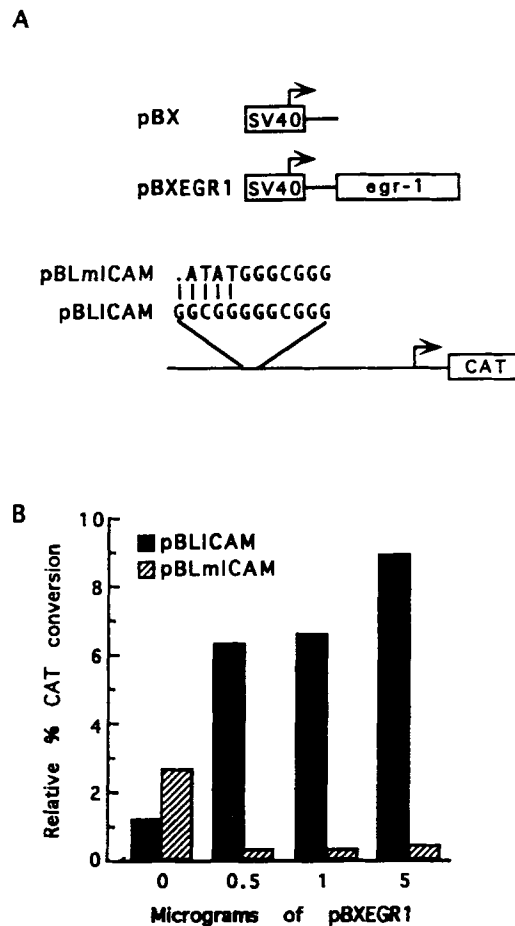 A
pBX SV40
pBXEGR1 SV40 egr-1
pBLmICAM .ATATGGGCGGG
pBLICAM GGCGGGGGCGGG
CAT
B
pBLICAM
pBLmICAM
Relative % CAT conversion
10
8
6
4
2
0
0 0.5 1 5
Micrograms of pBXEGR1